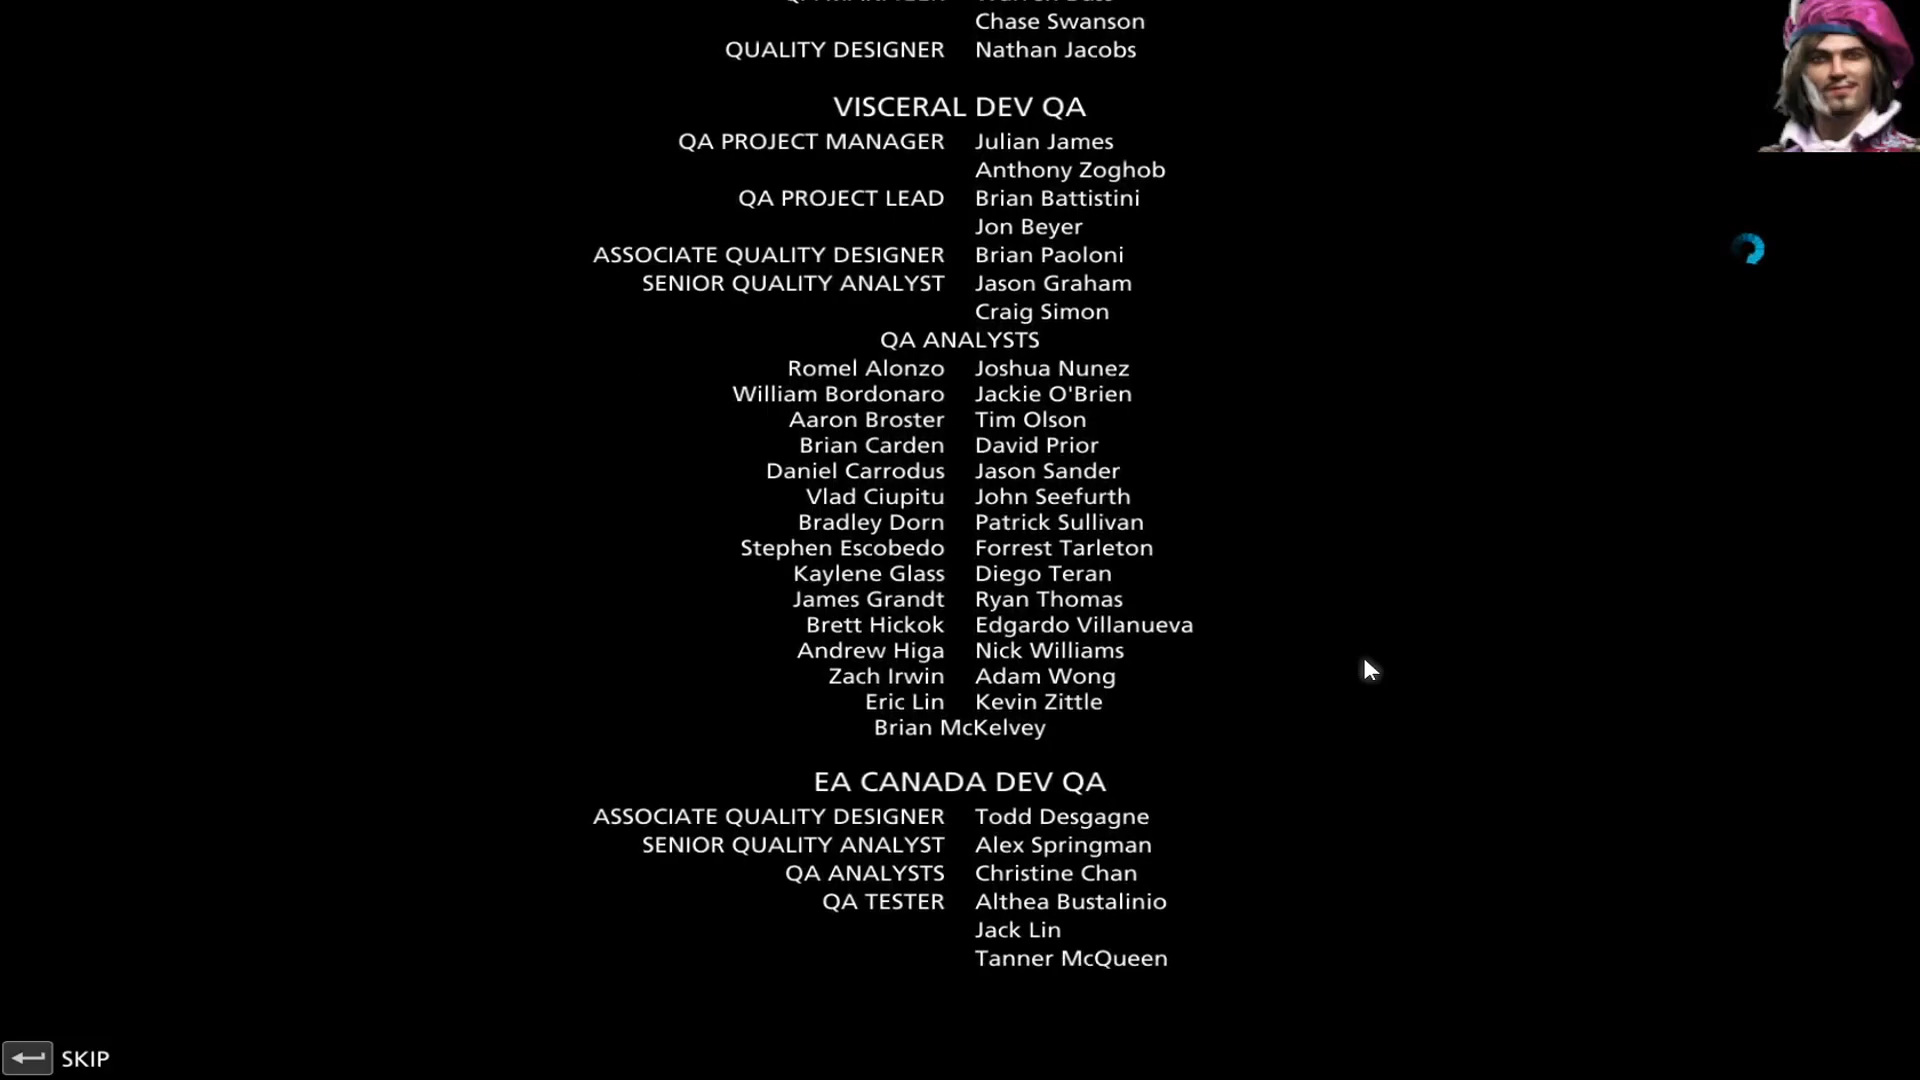 Chase Swanson
QUALITY DESIGNER Nathan Jacobs
VISCERAL DEV QA
QA PROJECT MANAGER Julian James
Anthony Zoghob
QA PROJECT LEAD Brian Battistini
Jon Beyer
ASSOCIATE QUALITY DESIGNER Brian Paoloni
SENIOR QUALITY ANALYST Jason Graham
Craig Simon
QA ANALYSTS
Romel Alonzo Joshua Nunez
William Bordonaro Jackie O'Brien
Aaron Broster Tim Olson
Brian Carden David Prior
Daniel Carrodus Jason Sander
Vlad Ciupitu John Seefurth
Bradley Dorn Patrick Sullivan
Stephen Escobedo Forrest Tarleton
Kaylene Glass Diego Teran
James Grandt Ryan Thomas
Brett Hickok Edgardo Villanueva
Andrew Higa Nick Williams
Zach Irwin Adam Wong
Eric Lin Kevin Zittle
Brian McKelvey
EA CANADA DEV QA
ASSOCIATE QUALITY DESIGNER Todd Desgagne
SENIOR QUALITY ANALYST Alex Springman
QA ANALYSTS Christine Chan
QA TESTER Althea Bustalinio
Jack Lin
Tanner McQueen
SKIP